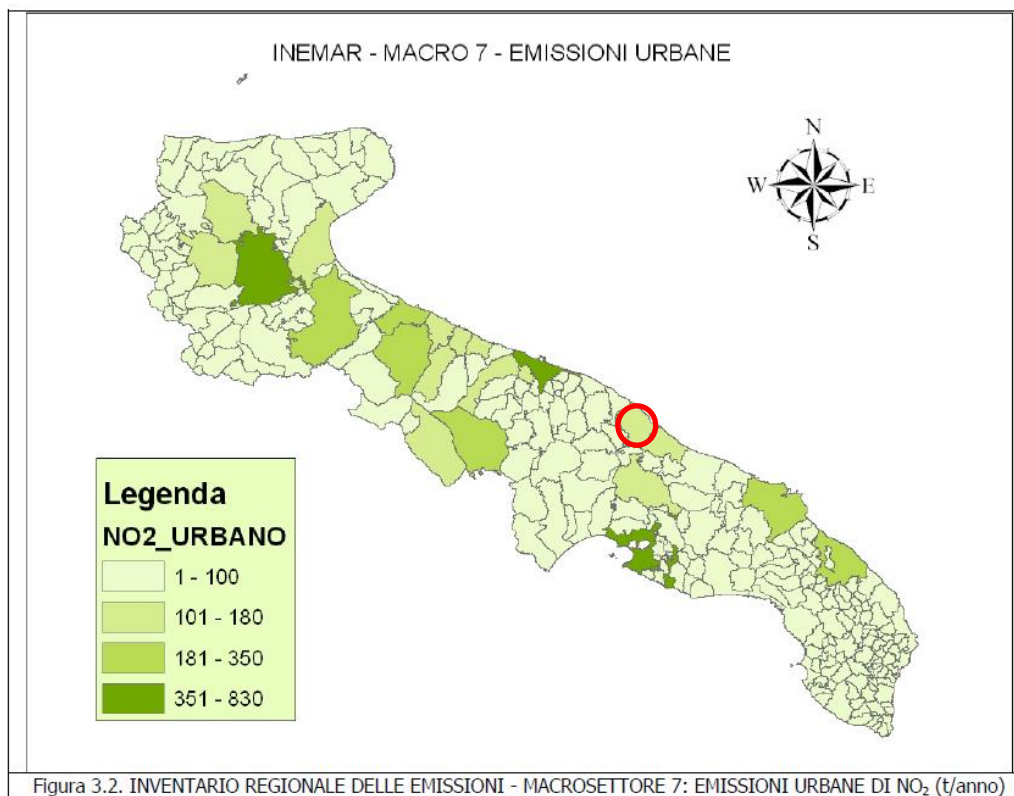 INEMAR - MACRO 7 - EMISSIONI URBANE
N
W E
S
Legenda
NO2_URBANO
1 - 100
101 - 180
181 - 350
351 - 830
Figura 3.2. INVENTARIO REGIONALE DELLE EMISSIONI - MACROSETTORE 7: EMISSIONI URBANE DI NO₂ (t/anno)